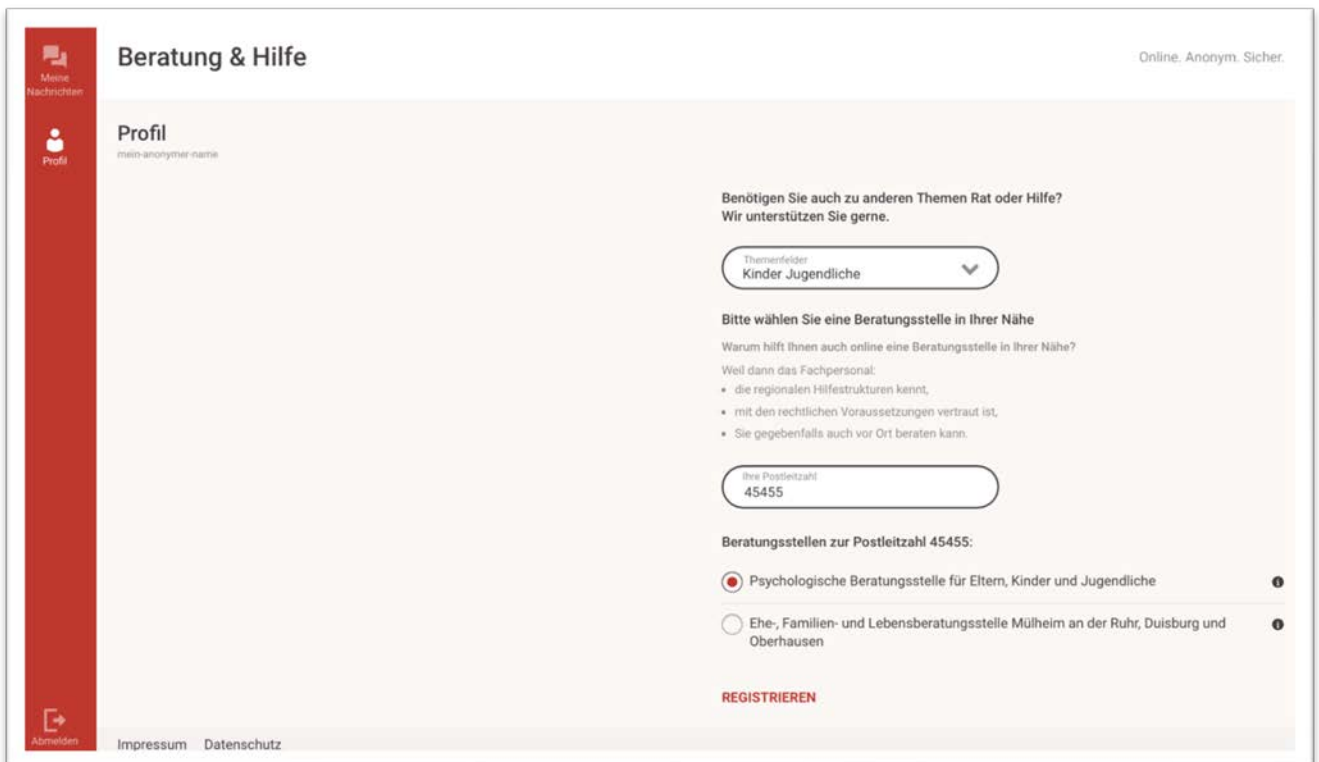 Meine
Nachrichten
Profil
Abmelden
Beratung & Hilfe
Online. Anonym. Sicher.
Profil
mein-anonymer-name
Benötigen Sie auch zu anderen Themen Rat oder Hilfe?
Wir unterstützen Sie gerne.
Themenfelder
Kinder Jugendliche
Bitte wählen Sie eine Beratungsstelle in Ihrer Nähe
Warum hilft Ihnen auch online eine Beratungsstelle in Ihrer Nähe?
Weil dann das Fachpersonal:
• die regionalen Hilfestrukturen kennt,
• mit den rechtlichen Voraussetzungen vertraut ist,
• Sie gegebenfalls auch vor Ort beraten kann.
Ihre Postleitzahl
45455
Beratungsstellen zur Postleitzahl 45455:
Psychologische Beratungsstelle für Eltern, Kinder und Jugendliche
Ehe-, Familien- und Lebensberatungsstelle Mülheim an der Ruhr, Duisburg und
Oberhausen
REGISTRIEREN
Impressum Datenschutz